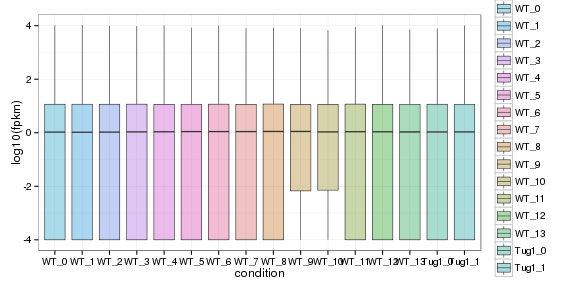 4
2
0
-2
-4
log10(fpkm)
WT_0 WT_1 WT_2 WT_3 WT_4 WT_5 WT_6 WT_7 WT_8 WT_9 WT_10 WT_11 WT_12 WT_13 Tug1_0 Tug1_1
condition
WT_0
WT_1
WT_2
WT_3
WT_4
WT_5
WT_6
WT_7
WT_8
WT_9
WT_10
WT_11
WT_12
WT_13
Tug1_0
Tug1_1